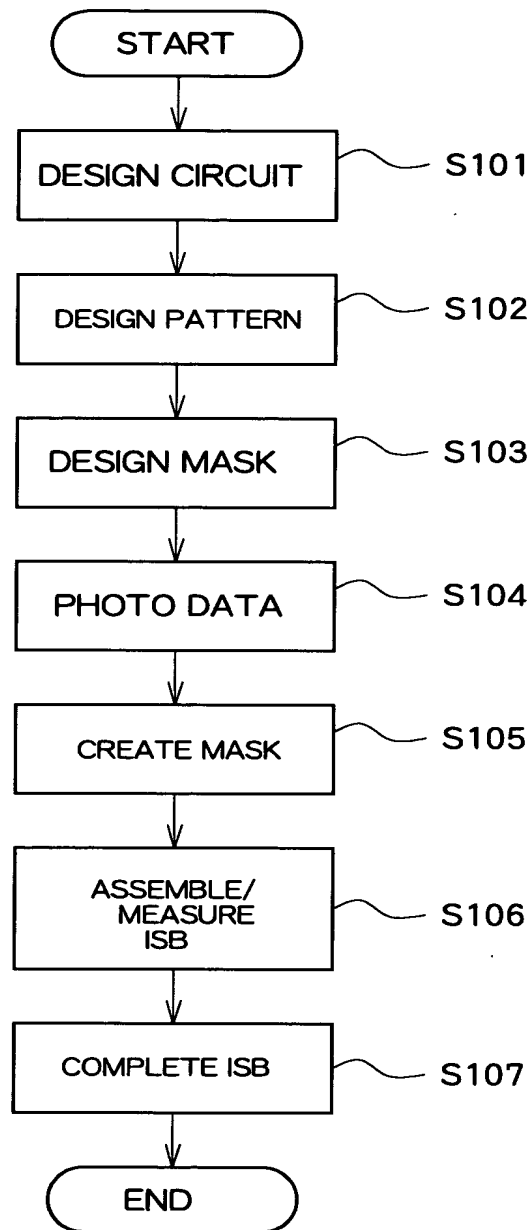 START
DESIGN CIRCUIT
S101
DESIGN PATTERN
S102
DESIGN MASK
S103
PHOTO DATA
S104
CREATE MASK
S105
ASSEMBLE/
MEASURE
ISB
S106
COMPLETE ISB
S107
END